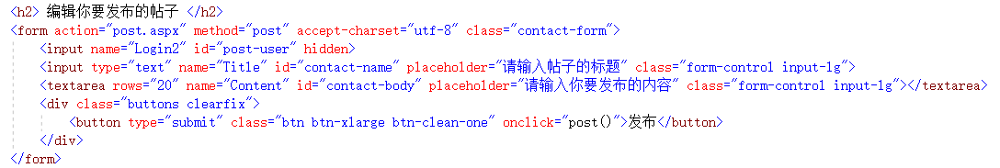 <h2> 编辑你要发布的帖子 </h2>
<form action="post.aspx" method="post" accept-charset="utf-8" class="contact-form">
<input name="Login2" id="post-user" hidden>
<input type="text" name="Title" id="contact-name" placeholder="请输入帖子的标题" class="form-control input-lg">
<textarea rows="20" name="Content" id="contact-body" placeholder="请输入你要发布的内容" class="form-control input-lg"></textarea>
<div class="buttons clearfix">
<button type="submit" class="btn btn-xlarge btn-clean-one" onclick="post()">发布</button>
</div>
</form>